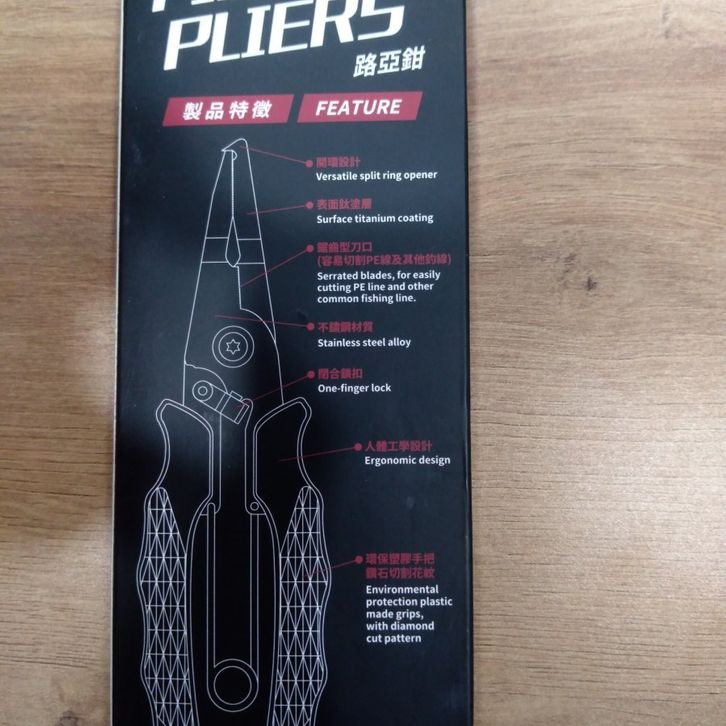 PLIERS
路亞鉗
製品特徵
FEATURE
開環設計
Versatile split ring opener
表面鈦塗層
Surface titanium coating
鋸齒型刀口
(容易切割PE線及其他釣線)
Serrated blades, for easily
cutting PE line and other
common fishing line.
不鏽鋼材質
Stainless steel alloy
閉合鎖扣
One-finger lock
人體工學設計
Ergonomic design
環保塑膠手把
鑽石切割花紋
Environmental
protection plastic
made grips,
with diamond
cut pattern